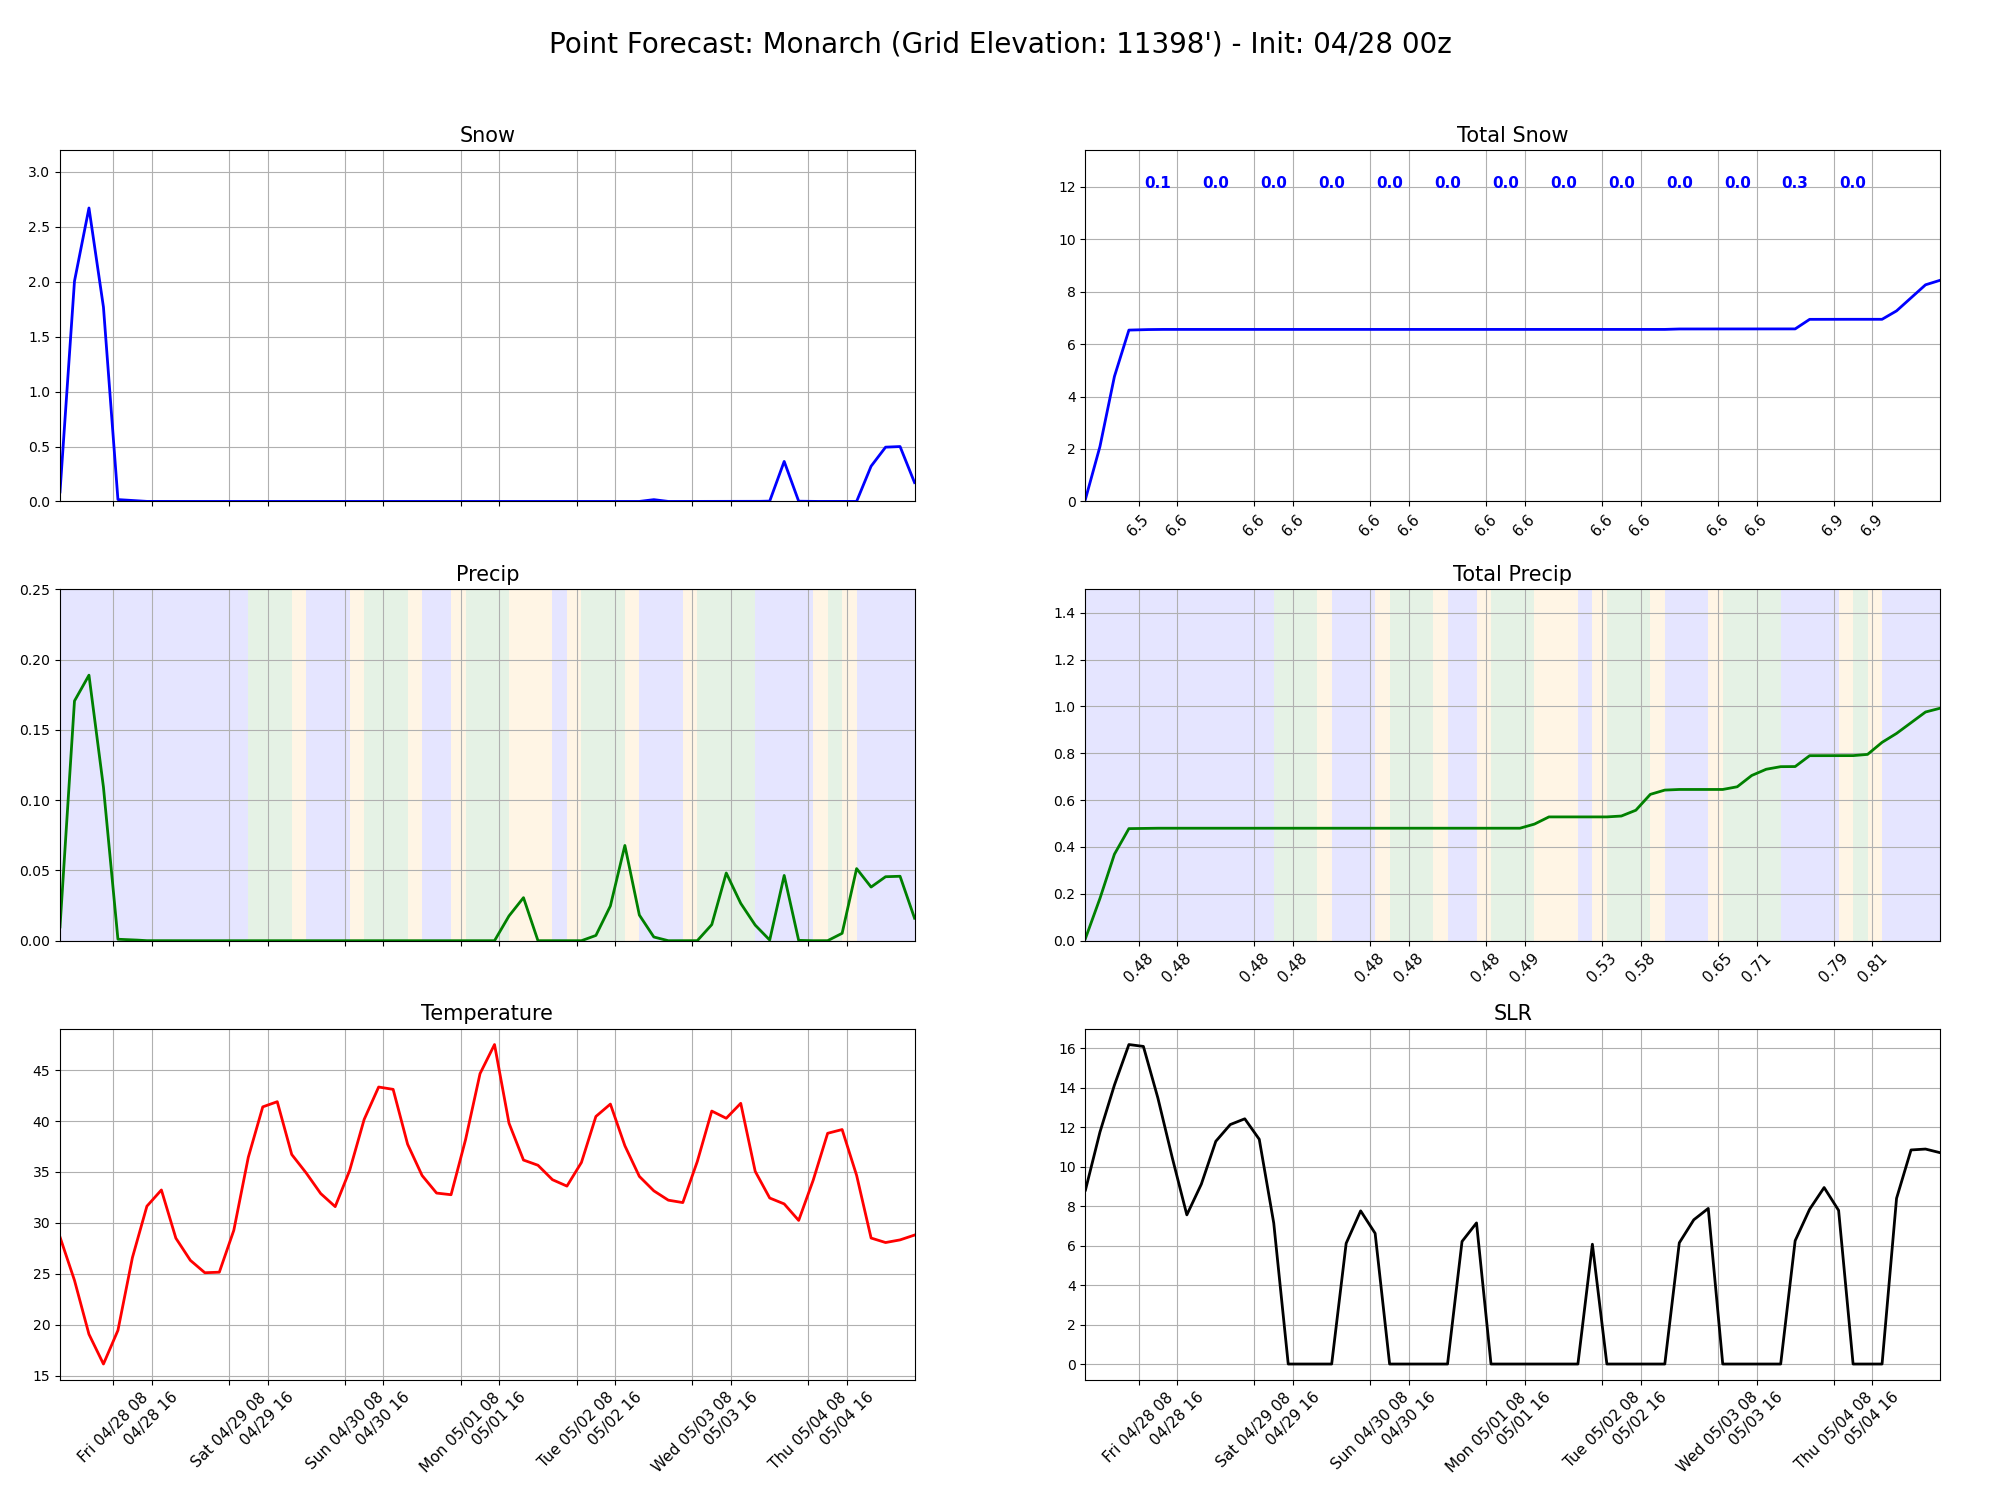 Point Forecast: Monarch (Grid Elevation: 11398') - Init: 04/28 00z
Snow
3.0
2.5
2.0
1.5
1.0
0.5
0.0
Total Snow
0.1 0.0 0.0 0.0 0.0 0.0 0.0 0.0 0.0 0.0 0.0 0.3 0.0
12
10
8
6
4
2
0
6.5 6.6 6.6 6.6 6.6 6.6 6.6 6.6 6.6 6.6 6.6 6.6 6.9 6.9
Precip
0.25
0.20
0.15
0.10
0.05
0.00
Total Precip
1.4
1.2
1.0
0.8
0.6
0.4
0.2
0.0
0.48 0.48 0.48 0.48 0.48 0.48 0.48 0.49 0.53 0.58 0.65 0.71 0.79 0.81
Temperature
45
40
35
30
25
20
15
Fri 04/28 08
04/28 16
Sat 04/29 08
04/29 16
Sun 04/30 08
04/30 16
Mon 05/01 08
05/01 16
Tue 05/02 08
05/02 16
Wed 05/03 08
05/03 16
Thu 05/04 08
05/04 16
SLR
16
14
12
10
8
6
4
2
0
Fri 04/28 08
04/28 16
Sat 04/29 08
04/29 16
Sun 04/30 08
04/30 16
Mon 05/01 08
05/01 16
Tue 05/02 08
05/02 16
Wed 05/03 08
05/03 16
Thu 05/04 08
05/04 16